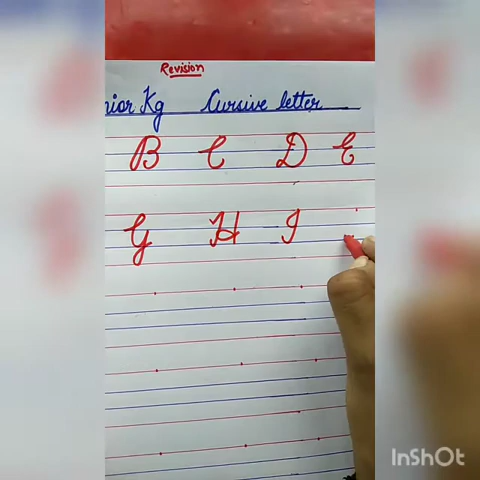 Revision
nior Kg Cursive letter
B C D E
G H I
INSHOT